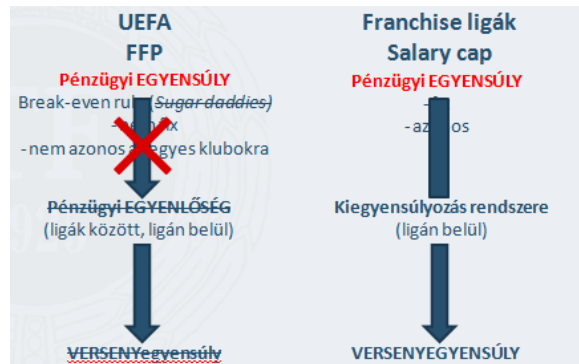 UEFA
FFP
Pénzügyi EGYENSÚLY
Break-even (Sugar daddies)
-nem azonos egyes klubokra
Pénzügyi EGYENLŐSÉG
(ligák között, ligán belül)
VERSENYegyensúly
Franchise ligák
Salary cap
Pénzügyi EGYENSÚLY
Kiegyensúlyozás rendszere
(ligán belül)
VERSENYEGYENSÚLY